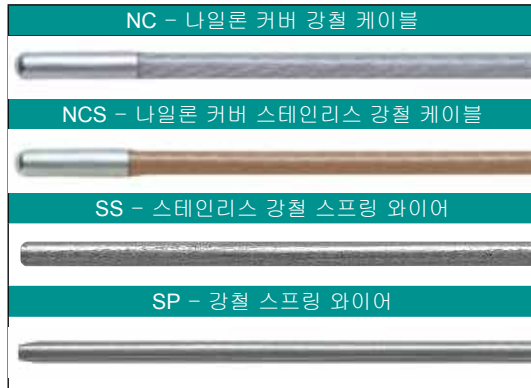 NC – 나일론 커버 강철 케이블
NCS – 나일론 커버 스테인리스 강철 케이블
SS – 스테인리스 강철 스프링 와이어
SP – 강철 스프링 와이어